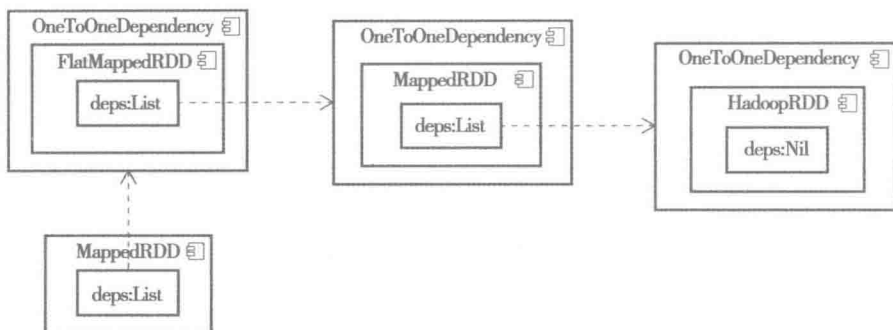 OneToOneDependency
FlatMappedRDD
deps:List
OneToOneDependency
MappedRDD
deps:List
OneToOneDependency
HadoopRDD
deps:Nil
MappedRDD
deps:List